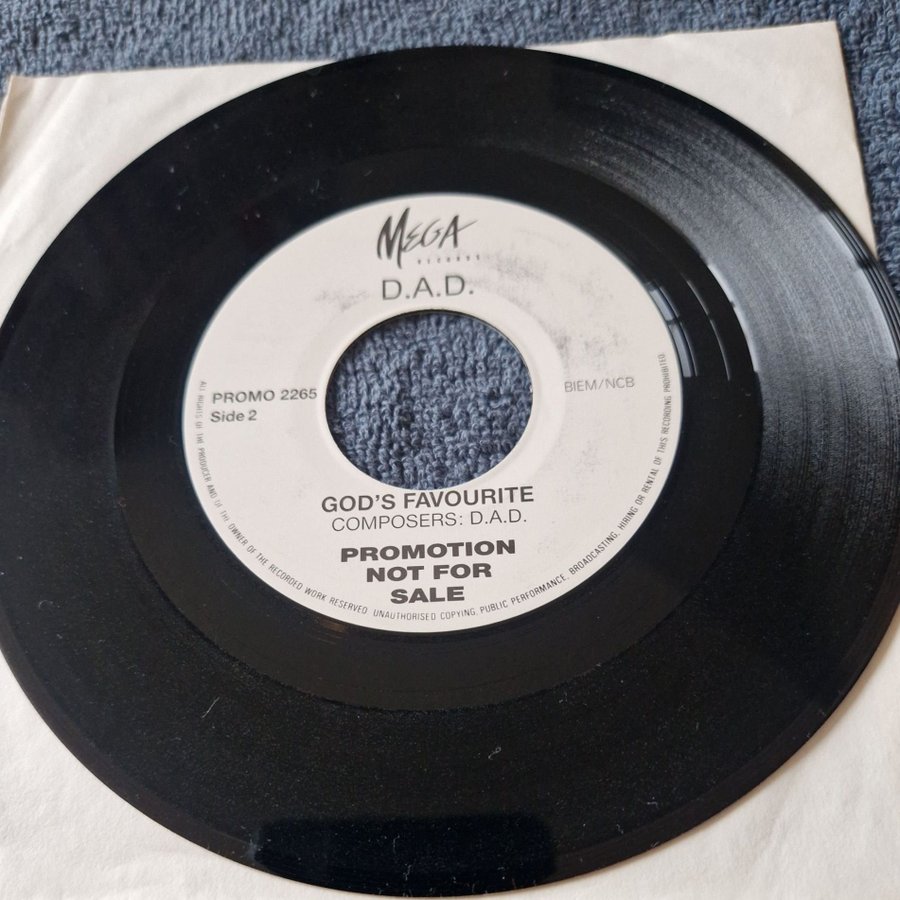 MEGA
RECORDS
D.A.D.
PROMO 2265
Side 2
BIEM/NCB
GOD'S FAVOURITE
COMPOSERS: D.A.D.
PROMOTION
NOT FOR
SALE
ALL RIGHTS OF THE PRODUCER AND OF THE OWNER OF THE RECORDED WORK RESERVED. UNAUTHORISED COPYING, PUBLIC PERFORMANCE, BROADCASTING, HIRING OR RENTAL OF THIS RECORDING PROHIBITED